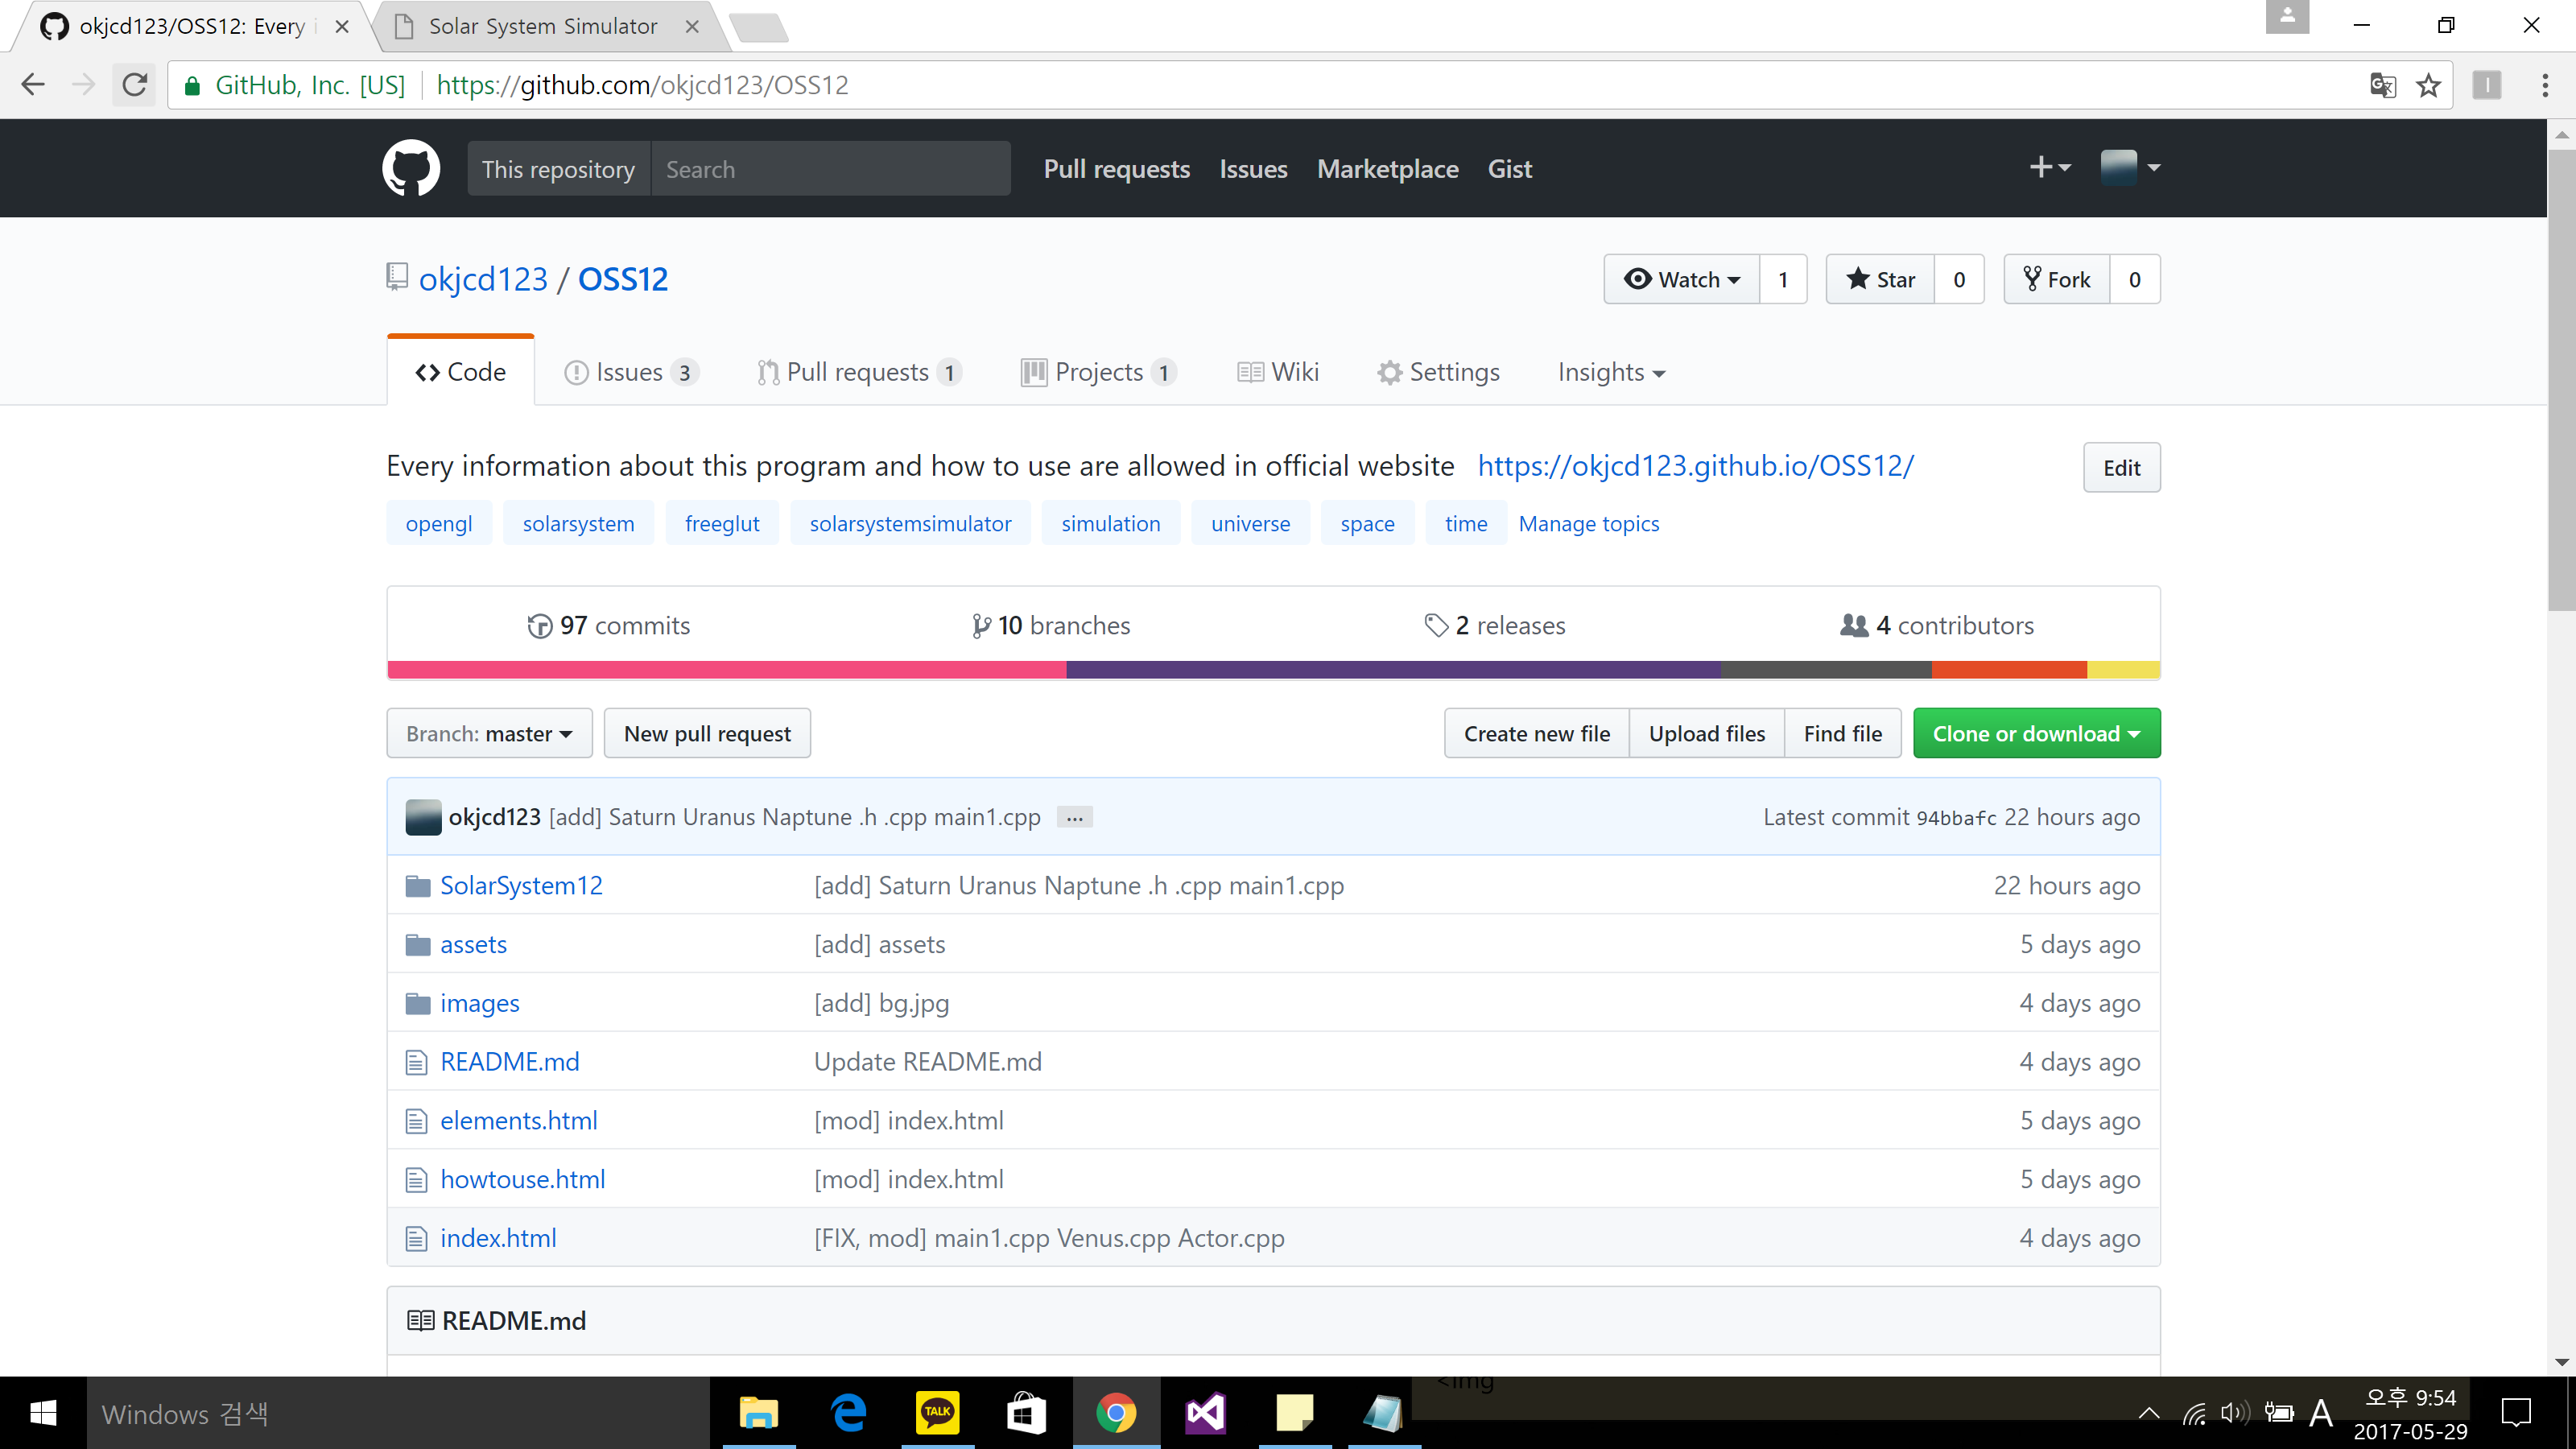 okjcd123/OSS12: Every i
Solar System Simulator
GitHub, Inc. [US] https://github.com/okjcd123/OSS12
This repository Search Pull requests Issues Marketplace Gist
okjcd123 / OSS12 Watch 1 Star 0 Fork 0
Code Issues 3 Pull requests 1 Projects 1 Wiki Settings Insights
Every information about this program and how to use are allowed in official website https://okjcd123.github.io/OSS12/ Edit
opengl solarsystem freeglut solarsystemsimulator simulation universe space time Manage topics
97 commits 10 branches 2 releases 4 contributors
Branch: master New pull request Create new file Upload files Find file Clone or download
okjcd123 [add] Saturn Uranus Naptune .h .cpp main1.cpp ... Latest commit 94bbafc 22 hours ago
SolarSystem12 [add] Saturn Uranus Naptune .h .cpp main1.cpp 22 hours ago
assets [add] assets 5 days ago
images [add] bg.jpg 4 days ago
README.md Update README.md 4 days ago
elements.html [mod] index.html 5 days ago
howtouse.html [mod] index.html 5 days ago
index.html [FIX, mod] main1.cpp Venus.cpp Actor.cpp 4 days ago
README.md
<img
Windows 검색 TALK A 오후 9:54
2017-05-29